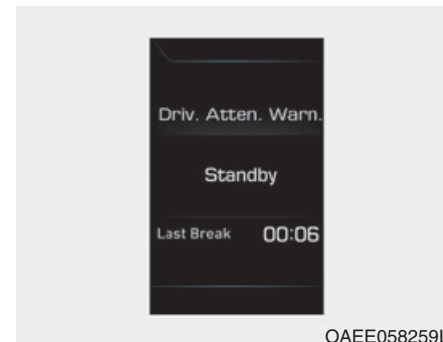 Driv. Atten. Warn.
Standby
Last Break 00:06
OAEE058259L